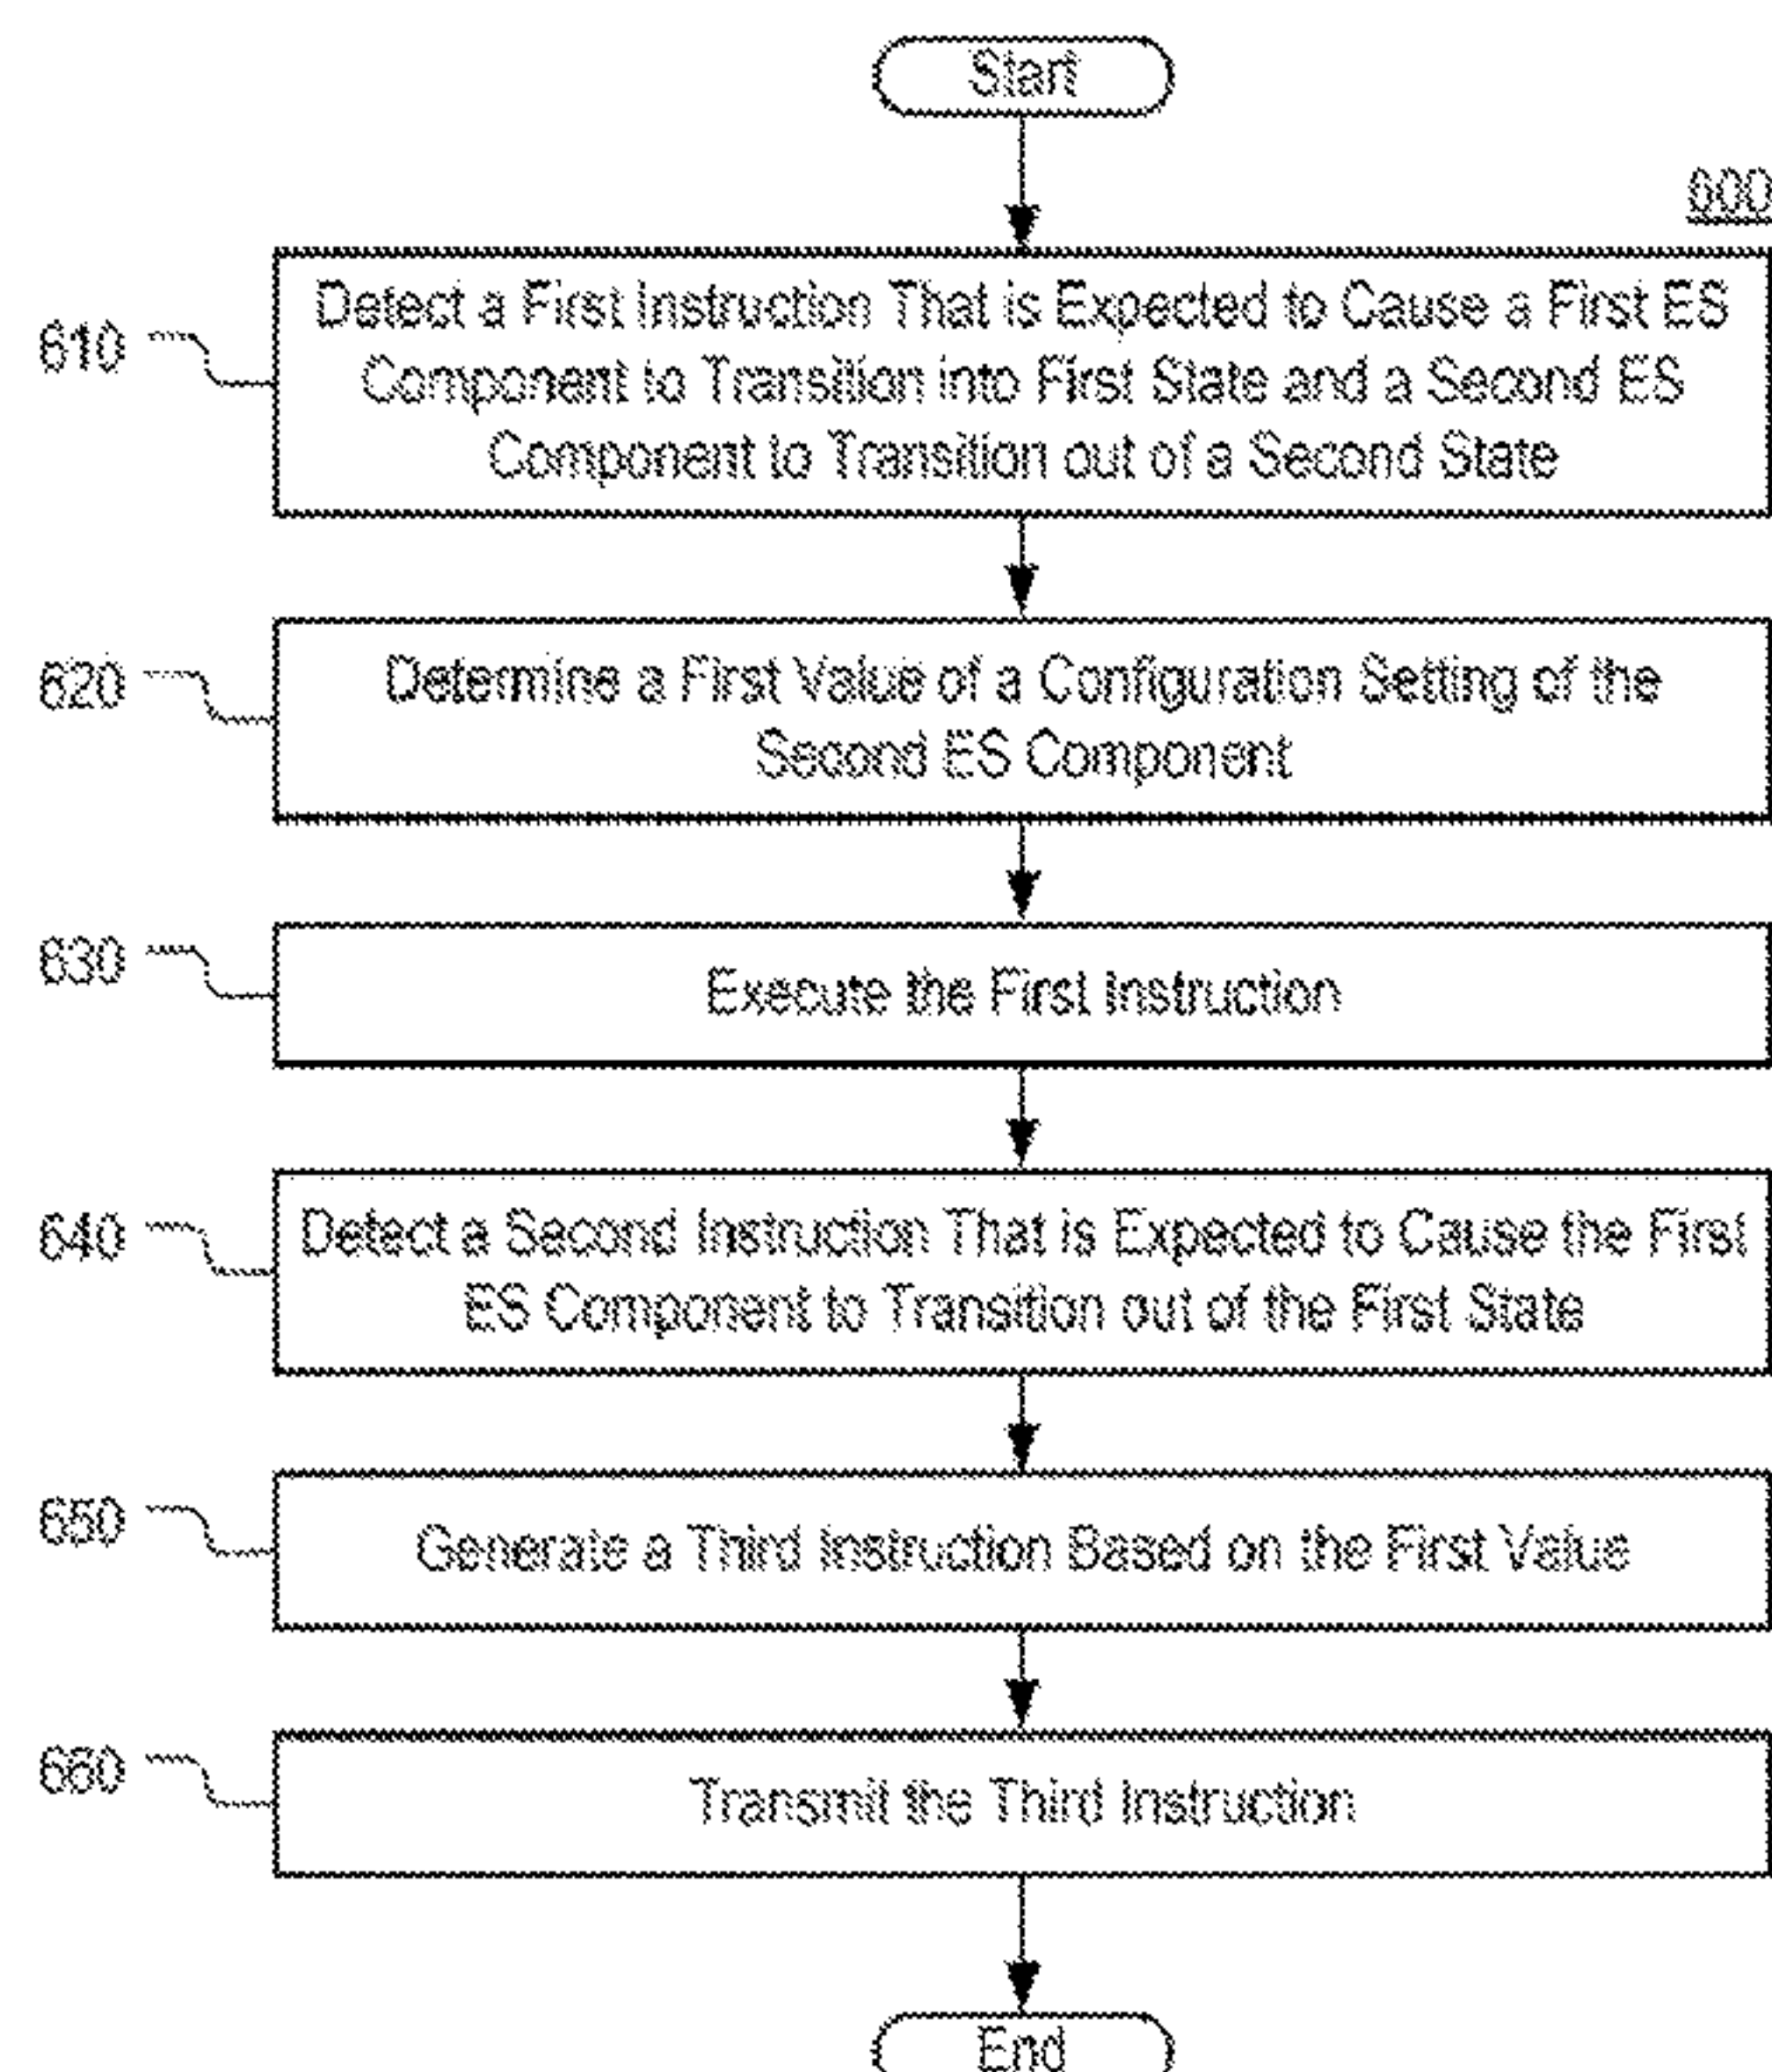 Start
600
610
Detect a First Instruction That is Expected to Cause a First ES
Component to Transition into First State and a Second ES
Component to Transition out of a Second State
620
Determine a First Value of a Configuration Setting of the
Second ES Component
630
Execute the First Instruction
640
Detect a Second Instruction That is Expected to Cause the First
ES Component to Transition out of the First State
650
Generate a Third Instruction Based on the First Value
660
Transmit the Third Instruction
End